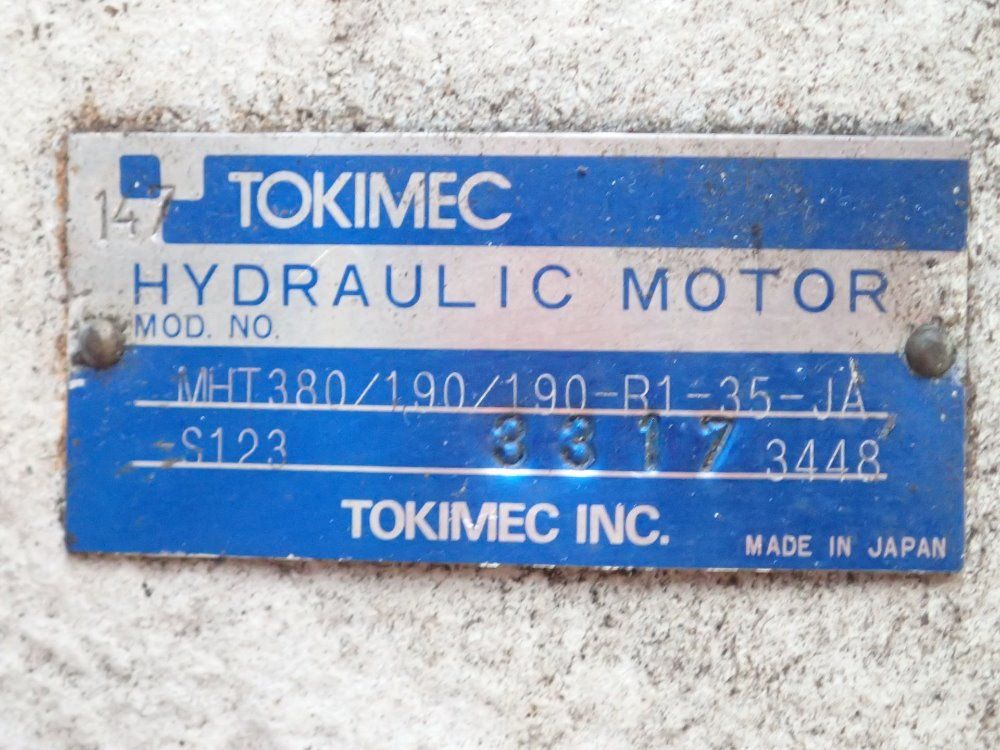 TOKIMEC
147
HYDRAULIC MOTOR
MOD. NO.
MHT380/190/190-R1-35-JA
-S123 3317 3448
TOKIMEC INC.
MADE IN JAPAN